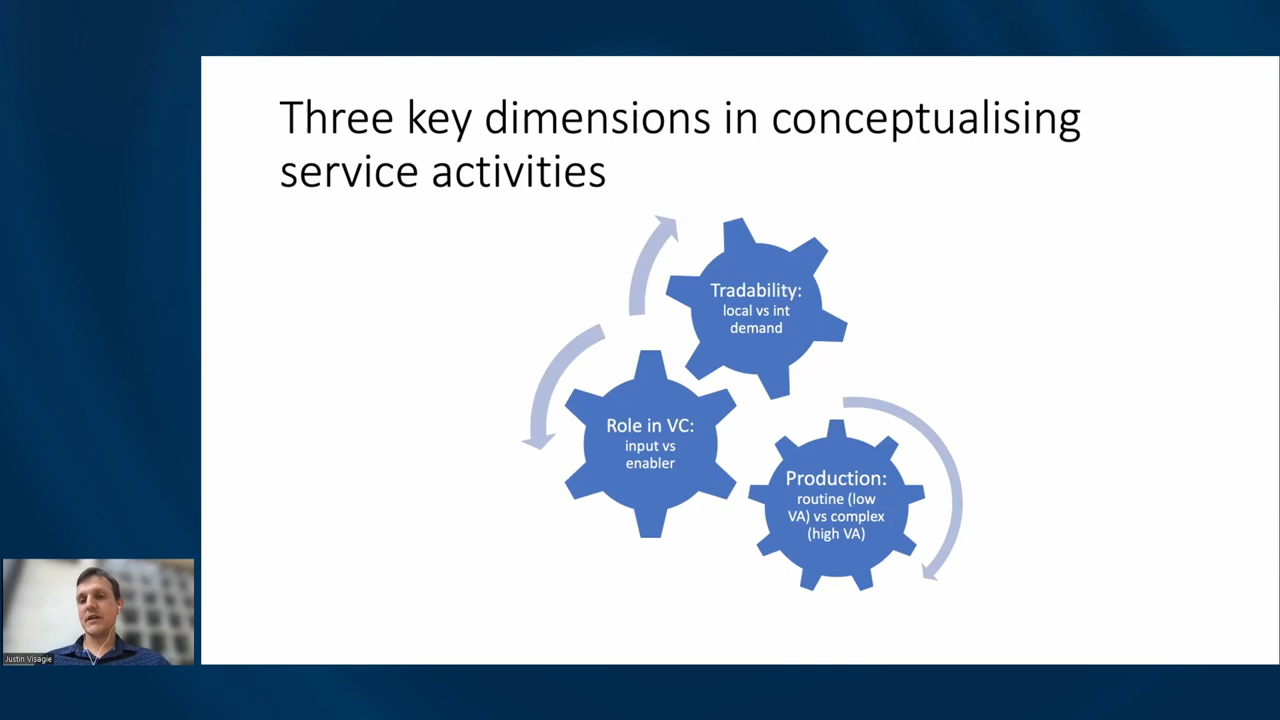 Three key dimensions in conceptualising
service activities
Tradability:
local vs int
demand
Role in VC:
input vs
enabler
Production:
routine (low
VA) vs complex
(high VA)
Justin Visagie